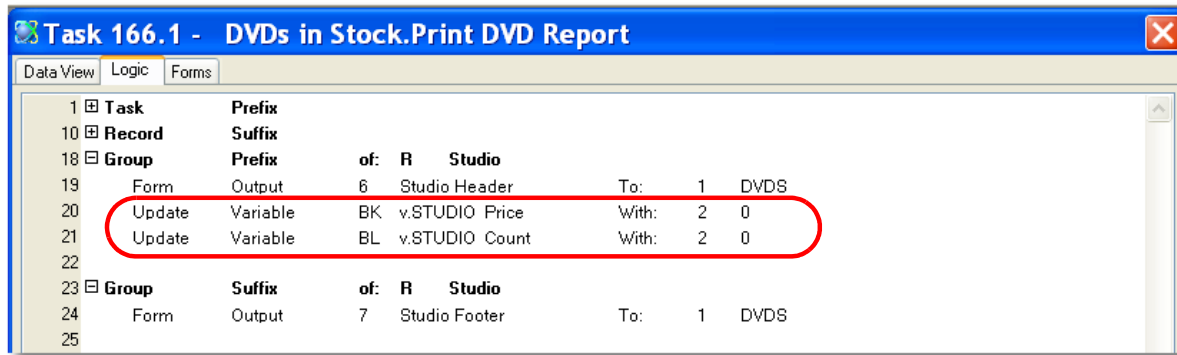 Task 166.1 - DVDs in Stock.Print DVD Report
Data View Logic Forms
1 Task Prefix
10 Record Suffix
18 Group Prefix of: R Studio
19 Form Output 6 Studio Header To: 1 DVDS
20 Update Variable BK v.STUDIO Price With: 2 0
21 Update Variable BL v.STUDIO Count With: 2 0
22
23 Group Suffix of: R Studio
24 Form Output 7 Studio Footer To: 1 DVDS
25